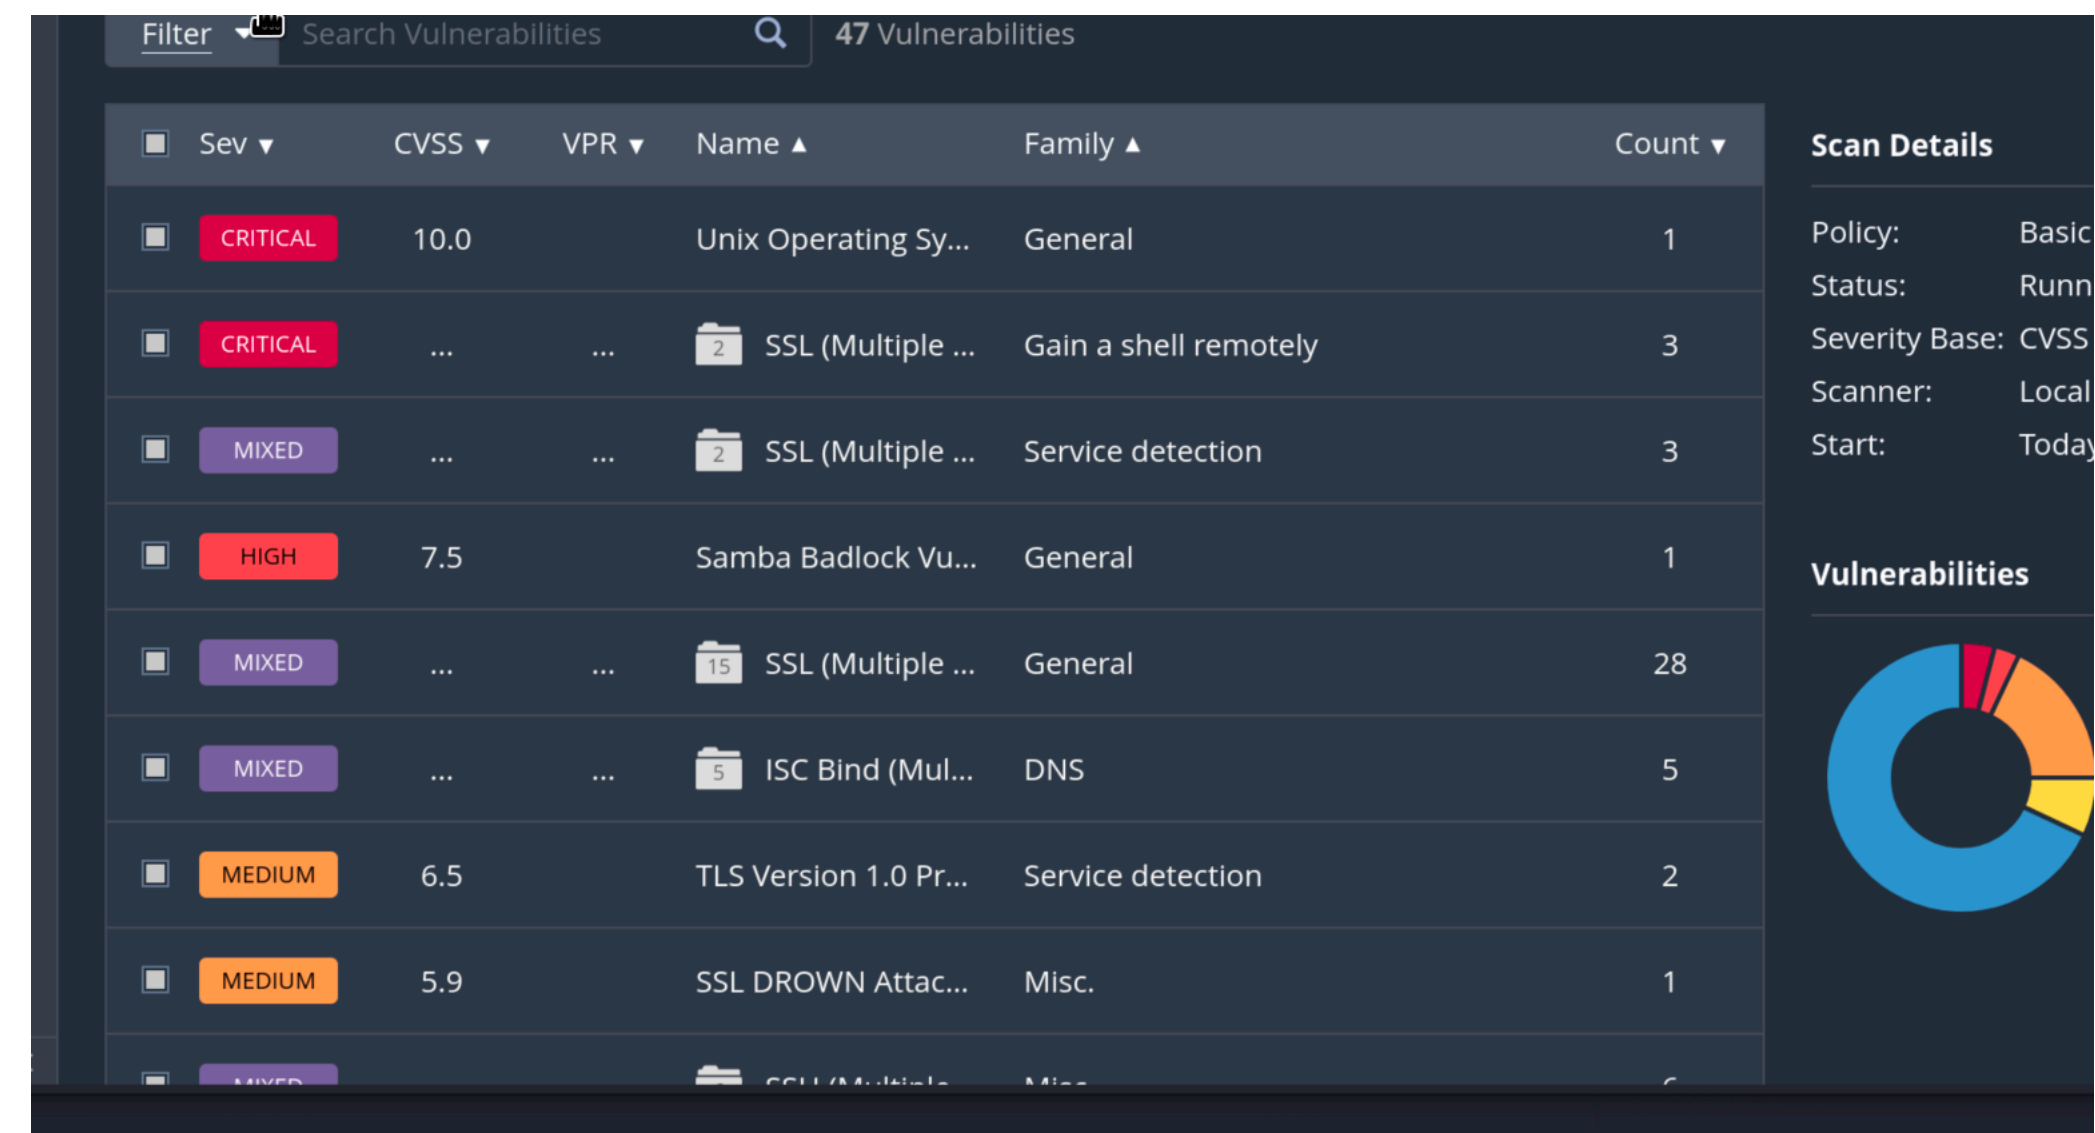 Filter Search Vulnerabilities 47 Vulnerabilities
Sev ▼ CVSS ▼ VPR ▼ Name ▲ Family ▲ Count ▼
CRITICAL 10.0 Unix Operating Sy... General 1
CRITICAL ... ... 2 SSL (Multiple ... Gain a shell remotely 3
MIXED ... ... 2 SSL (Multiple ... Service detection 3
HIGH 7.5 Samba Badlock Vu... General 1
MIXED ... ... 15 SSL (Multiple ... General 28
MIXED ... ... 5 ISC Bind (Mul... DNS 5
MEDIUM 6.5 TLS Version 1.0 Pr... Service detection 2
MEDIUM 5.9 SSL DROWN Attac... Misc. 1
MIXED SSH (Multiple Misc.
Scan Details
Policy: Basic
Status: Runn
Severity Base: CVSS
Scanner: Local
Start: Today
Vulnerabilities